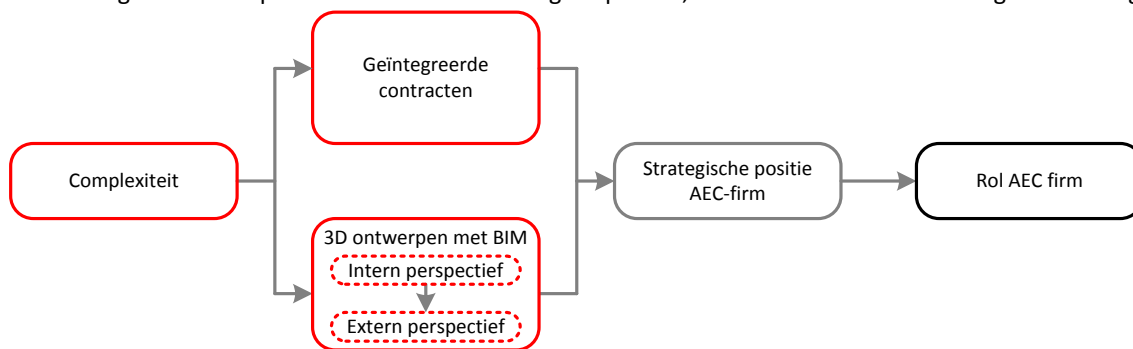 Geïntegreerde
contracten
Complexiteit
Strategische positie
AEC-firm
Rol AEC firm
3D ontwerpen met BIM
Intern perspectief
Extern perspectief